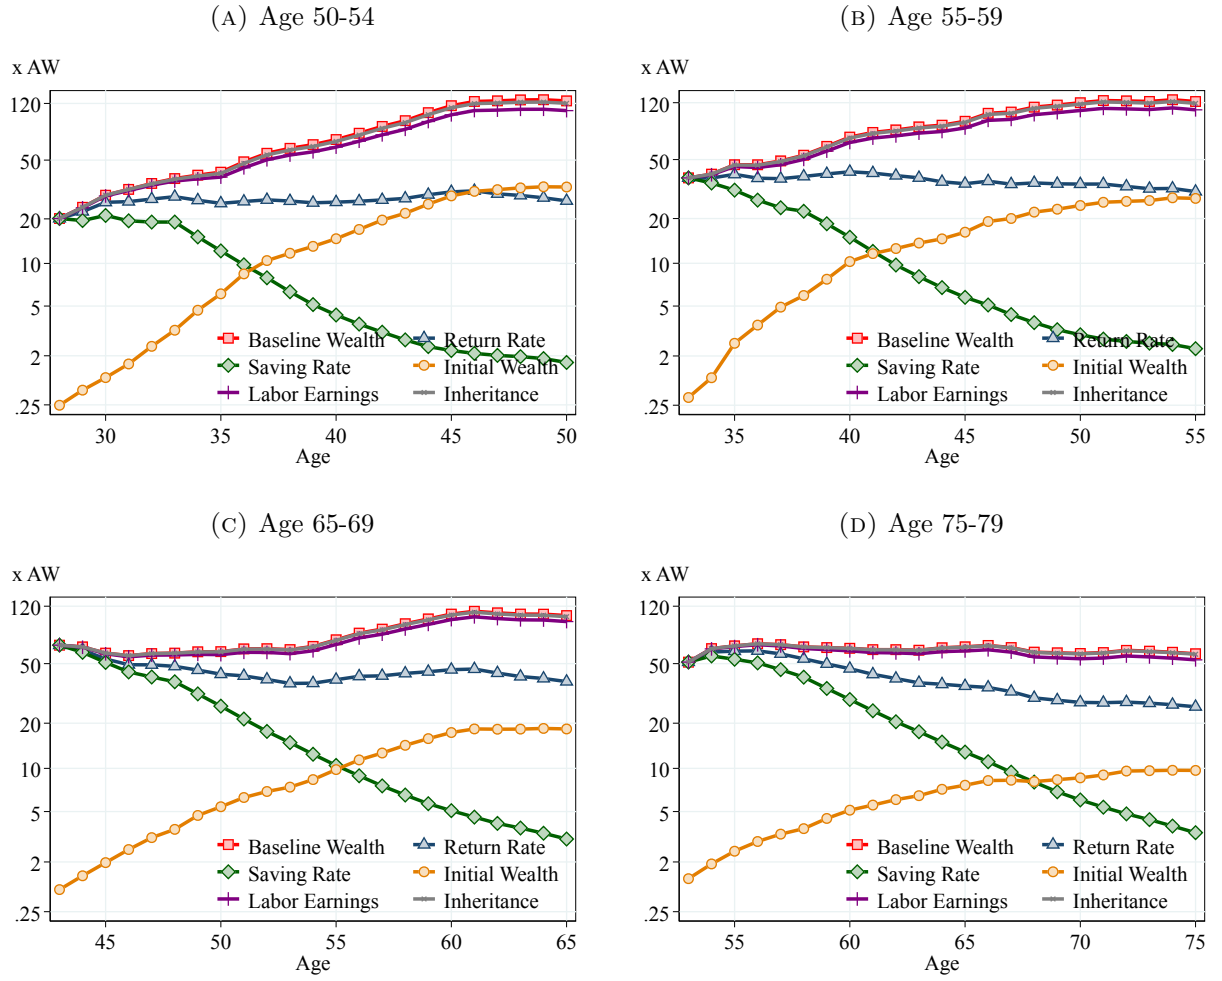 (A) Age 50-54
x AW
120
50
20
10
5
2
.25
Baseline Wealth
Return Rate
Saving Rate
Initial Wealth
Labor Earnings
Inheritance
30 35 40 45 50
Age
(B) Age 55-59
x AW
120
50
20
10
5
2
.25
Baseline Wealth
Return Rate
Saving Rate
Initial Wealth
Labor Earnings
Inheritance
35 40 45 50 55
Age
(C) Age 65-69
x AW
120
50
20
10
5
2
.25
Baseline Wealth
Return Rate
Saving Rate
Initial Wealth
Labor Earnings
Inheritance
45 50 55 60 65
Age
(D) Age 75-79
x AW
120
50
20
10
5
2
.25
Baseline Wealth
Return Rate
Saving Rate
Initial Wealth
Labor Earnings
Inheritance
55 60 65 70 75
Age